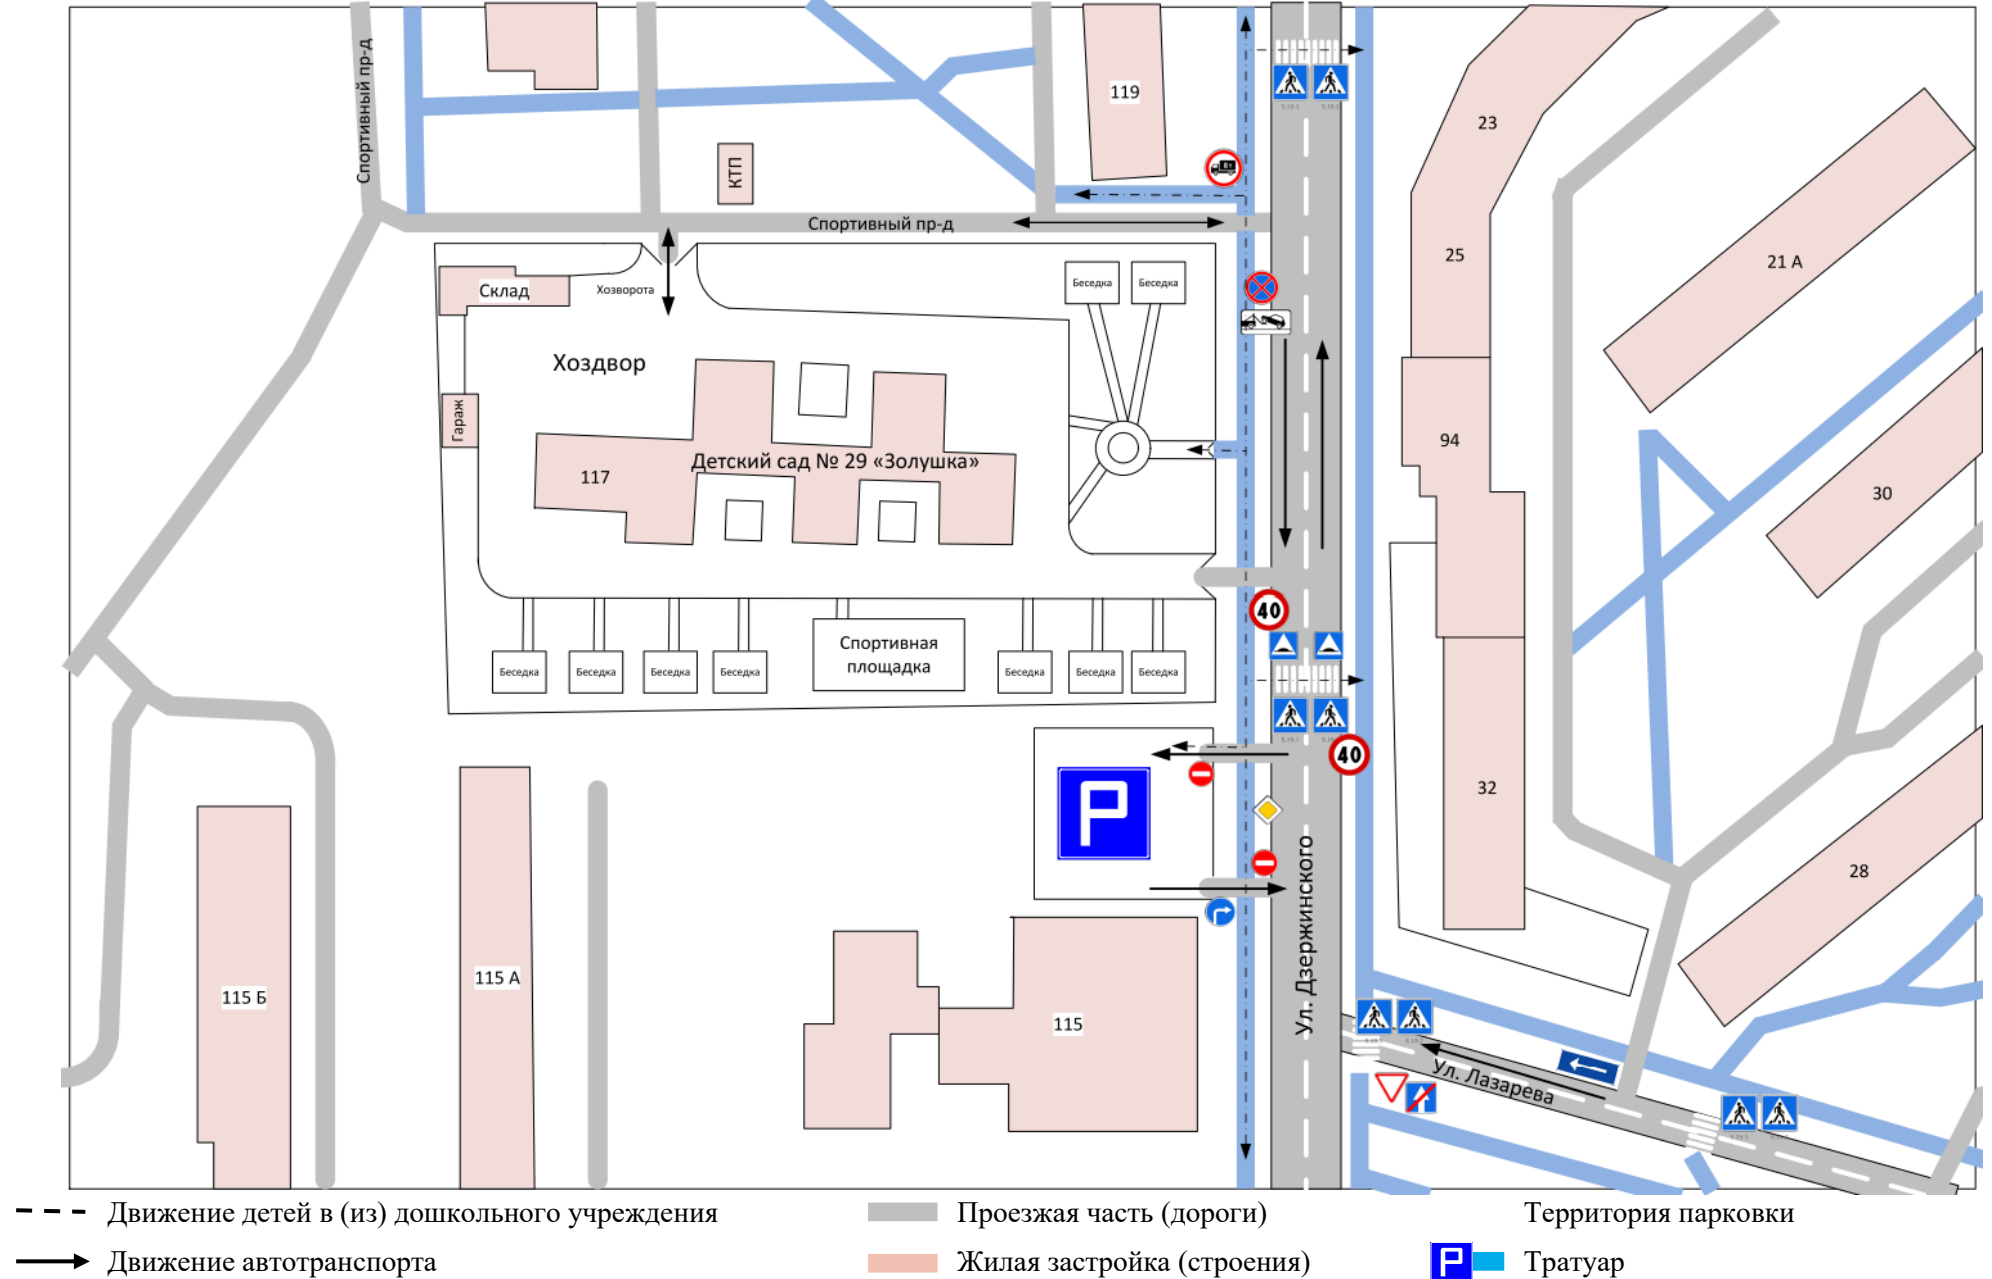 Спортивный пр-д
119
23
КТП
8т
Спортивный пр-д
25
21 А
Склад
Хозворота
Беседка
Беседка
Хоздвор
Гараж
94
Детский сад № 29 «Золушка»
117
30
40
Спортивная
площадка
Беседка
Беседка
Беседка
Беседка
Беседка
Беседка
Беседка
40
P
32
Ул. Дзержинского
28
115 А
115 Б
115
Ул. Лазарева
Движение детей в (из) дошкольного учреждения
Проезжая часть (дороги)
Территория парковки
Движение автотранспорта
Жилая застройка (строения)
P
Тратуар